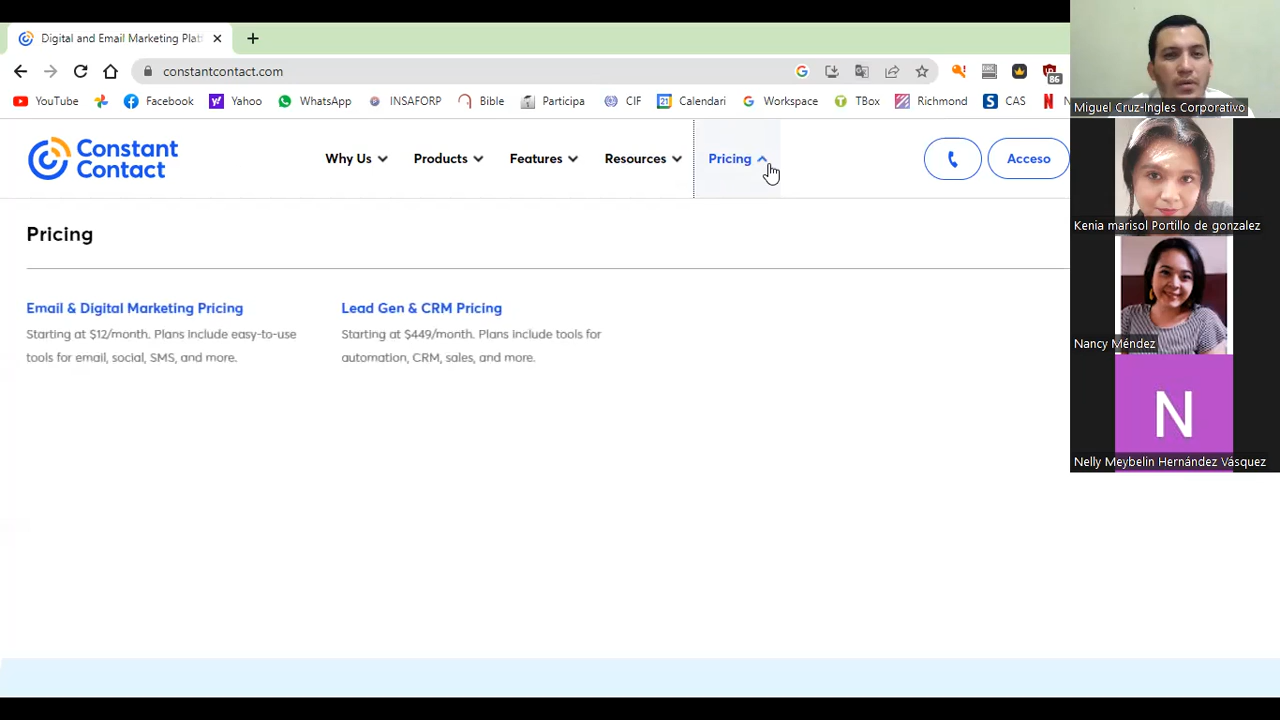 Digital and Email Marketing Plat
constantcontact.com
86
YouTube
Facebook
Yahoo
WhatsApp
INSAFORP
Bible
Participa
CIF
21
Calendari
Workspace
TBox
Richmond
CAS
Constant
Contact
Why Us
Products
Features
Resources
Pricing
Acceso
Pricing
Email & Digital Marketing Pricing
Starting at $12/month. Plans include easy-to-use
tools for email, social, SMS, and more.
Lead Gen & CRM Pricing
Starting at $449/month. Plans include tools for
automation, CRM, sales, and more.
Miguel Cruz-Ingles Corporativo
Kenia marisol Portillo de gonzalez
Nancy Méndez
N
Nelly Meybelin Hernández Vásquez